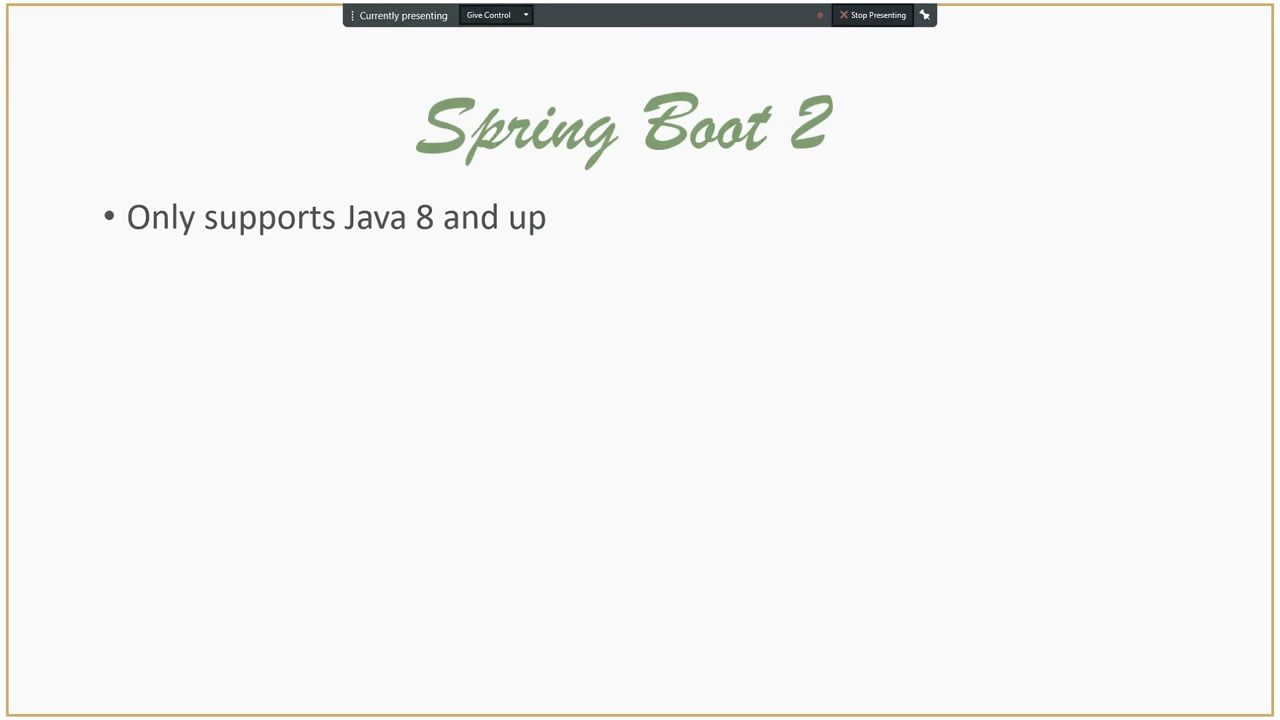 Currently presenting Give Control Stop Presenting
Spring Boot 2
• Only supports Java 8 and up